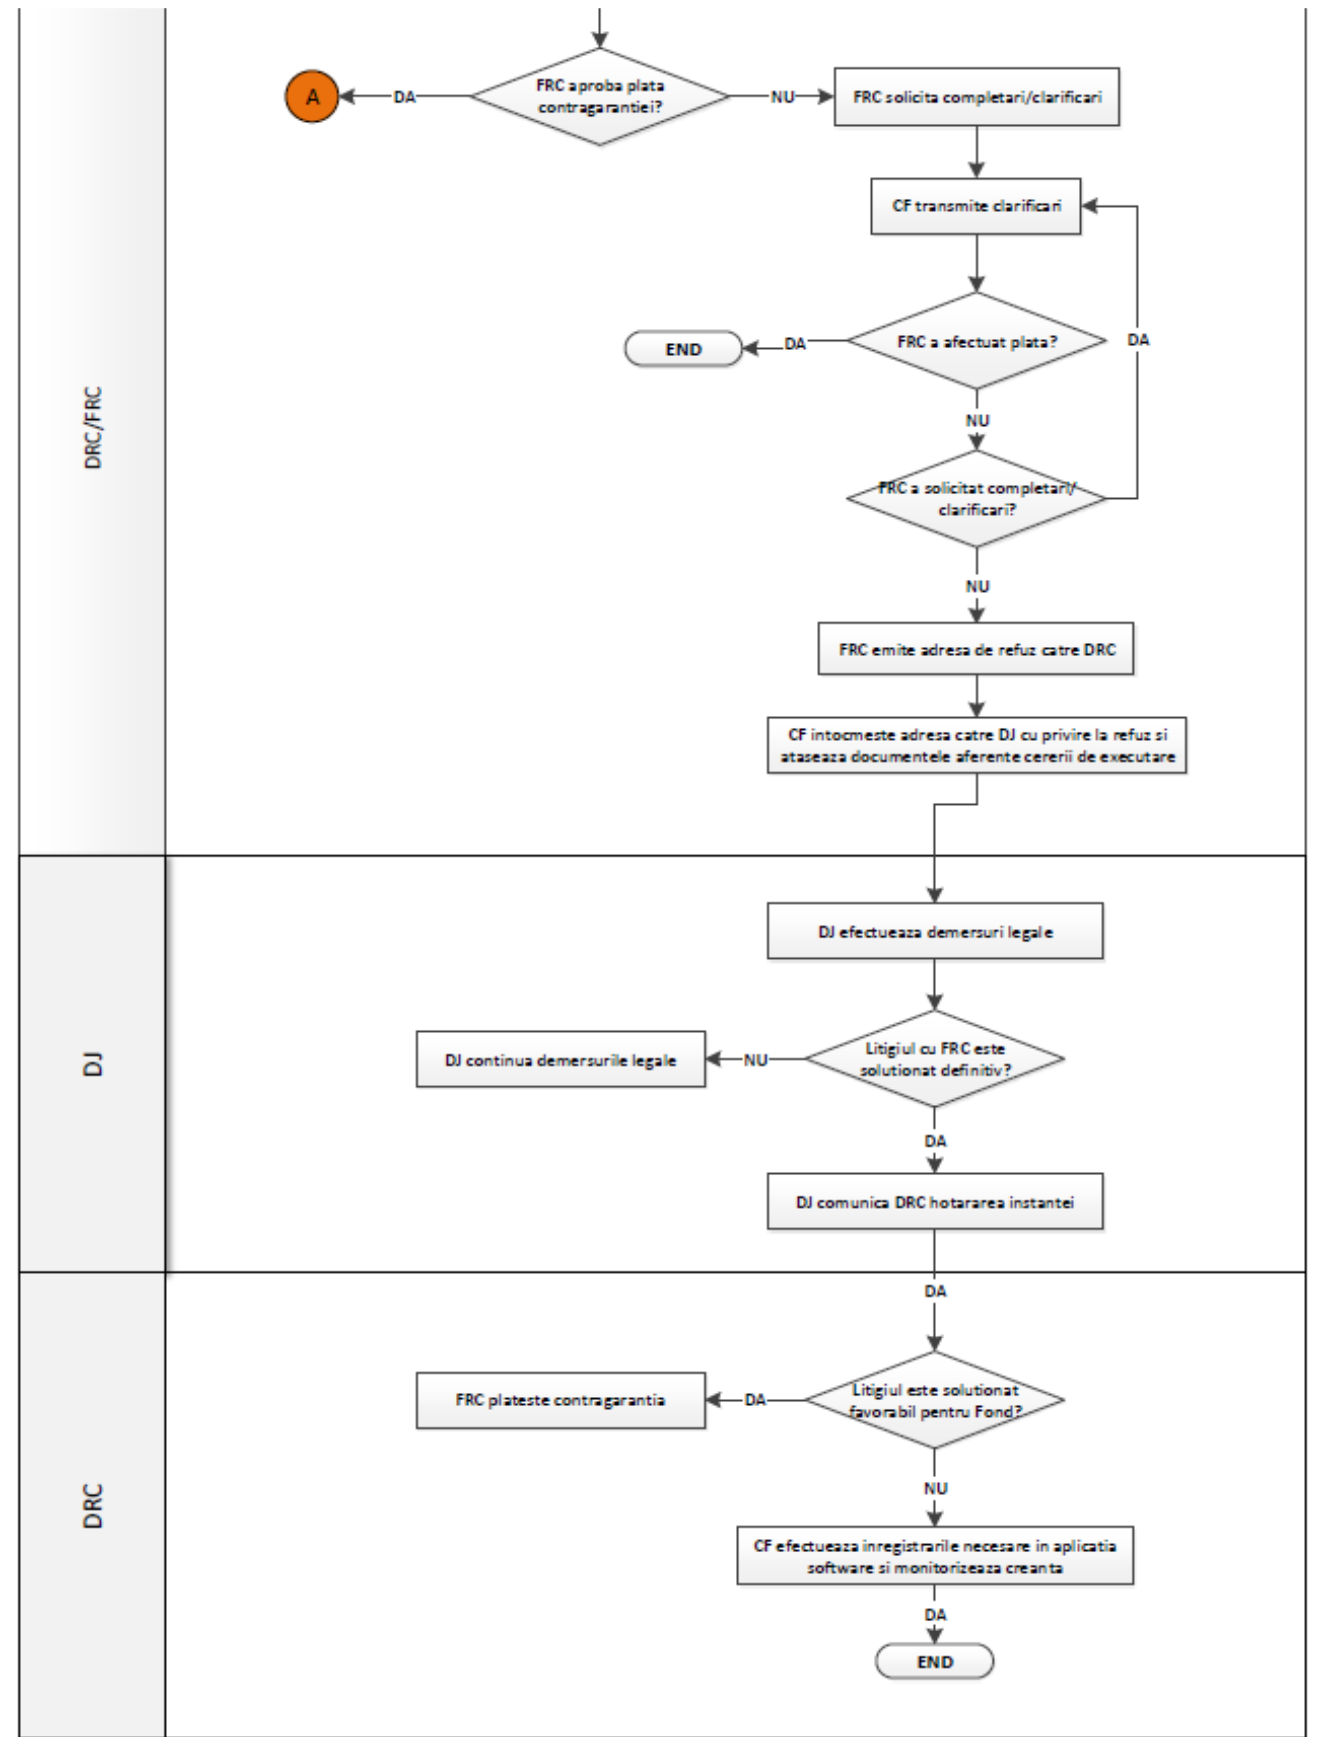 DRC/FRC
FRC aproba plata
contragarantiei?
DA
A
NU
FRC solicita completari/clarificari
CF transmite clarificari
FRC a afectuat plata?
DA
END
DA
NU
FRC a solicitat completari/
clarificari?
NU
FRC emite adresa de refuz catre DRC
CF intocmeste adresa catre DJ cu privire la refuz si
ataseaza documentele aferente cererii de executare
DJ
DJ efectueaza demersuri legale
Litigiul cu FRC este
solutionat definitiv?
NU
DJ continua demersurile legale
DA
DJ comunica DRC hotararea instantei
DRC
DA
Litigiul este solutionat
favorabil pentru Fond?
DA
FRC plateste contragarantia
NU
CF efectueaza inregistrarile necesare in aplicatia
software si monitorizeaza creanta
DA
END